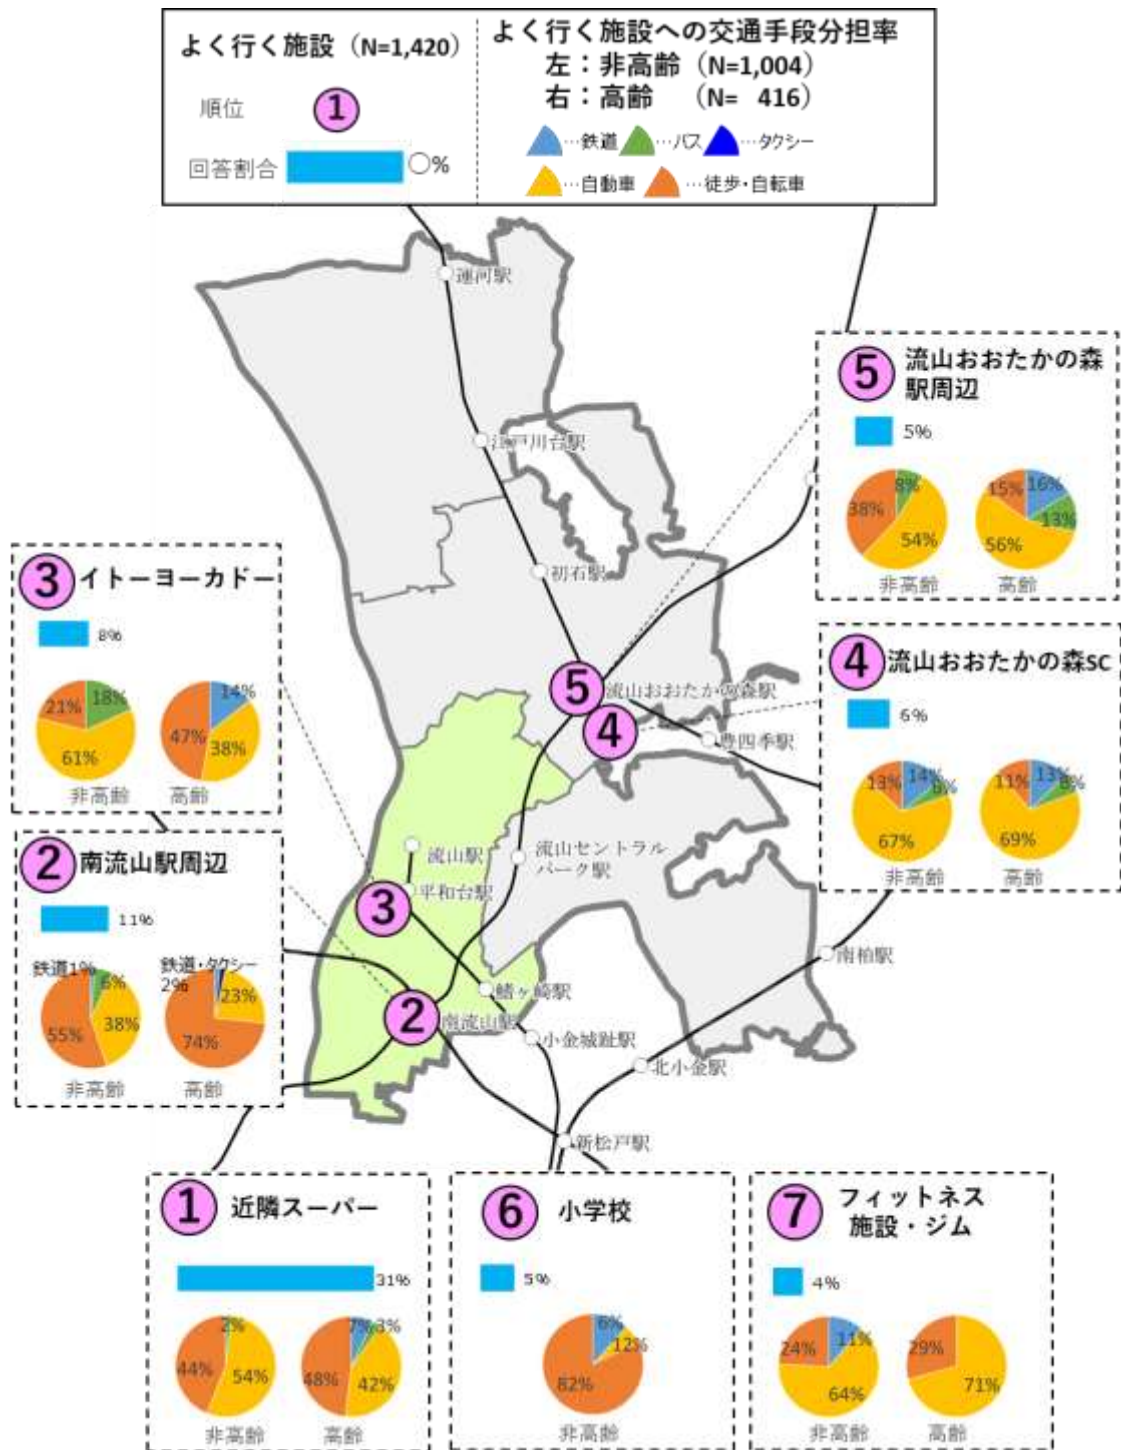 よく行く施設（N=1,420）
順位
1
回答割合
○%
よく行く施設への交通手段分担率
左：非高齢（N=1,004）
右：高齢　（N=　416）
…鉄道 …バス …タクシー
…自動車 …徒歩・自転車
運河駅
江戸川台駅
初石駅
流山おおたかの森駅
豊四季駅
流山セントラル
パーク駅
流山駅
平和台駅
鰭ヶ崎駅
南流山駅
小金城趾駅
南柏駅
北小金駅
新松戸駅
5
4
3
2
5 流山おおたかの森
駅周辺
5%
8%
54%
38%
非高齢
16%
13%
56%
15%
高齢
4 流山おおたかの森SC
6%
14%
6%
67%
13%
非高齢
13%
8%
69%
11%
高齢
3 イトーヨーカドー
8%
18%
61%
21%
非高齢
14%
38%
47%
高齢
2 南流山駅周辺
11%
鉄道1%
6%
38%
55%
非高齢
鉄道・タクシー
2%
23%
74%
高齢
1 近隣スーパー
31%
2%
54%
44%
非高齢
7%
3%
42%
48%
高齢
6 小学校
5%
6%
12%
82%
非高齢
7 フィットネス
施設・ジム
4%
11%
64%
24%
非高齢
71%
29%
高齢